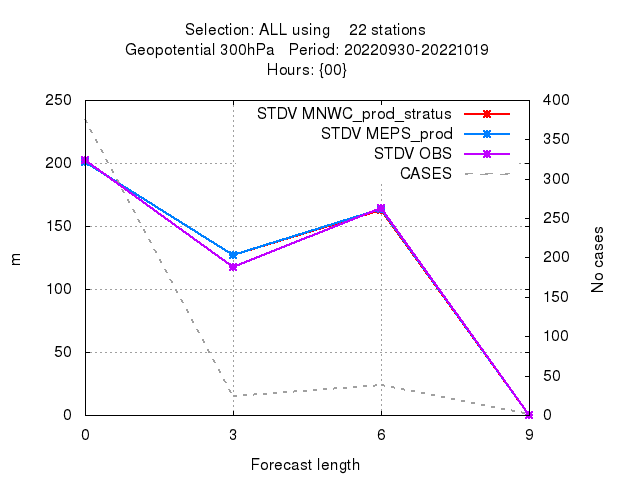 Selection: ALL using    22 stations
Geopotential 300hPa   Period: 20220930-20221019
Hours: {00}
250
200
150
100
50
0
400
350
300
250
200
150
100
50
0
STDV MNWC_prod_stratus
STDV MEPS_prod
STDV OBS
CASES
m
No cases
0
3
6
9
Forecast length